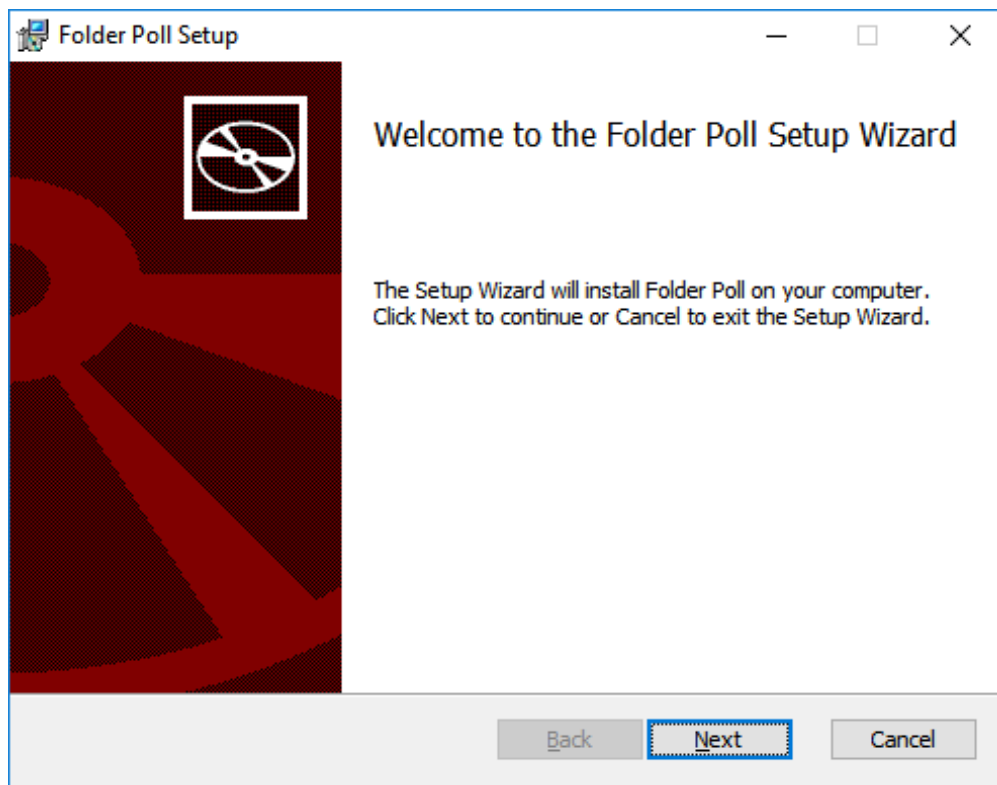 Folder Poll Setup
Welcome to the Folder Poll Setup Wizard
The Setup Wizard will install Folder Poll on your computer.
Click Next to continue or Cancel to exit the Setup Wizard.
Back
Next
Cancel